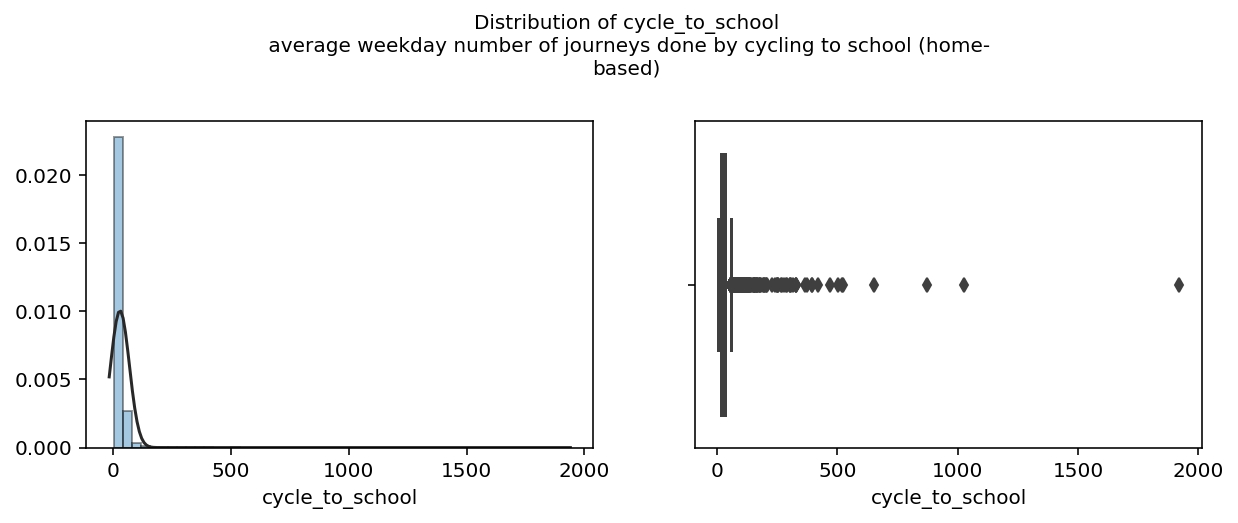 Distribution of cycle_to_school
average weekday number of journeys done by cycling to school (home-
based)
0.020
0.015
0.010
0.005
0.000
0 500 1000 1500 2000
cycle_to_school
0 500 1000 1500 2000
cycle_to_school